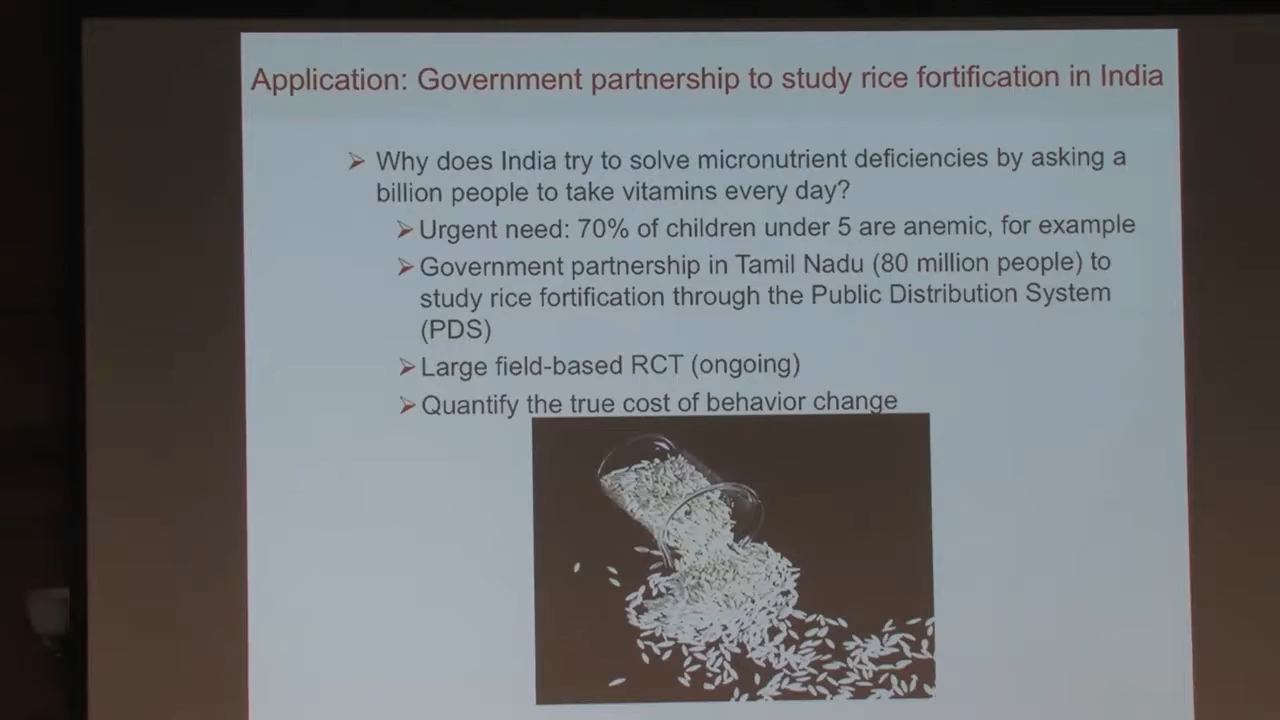 Application: Government partnership to study rice fortification in India
➢ Why does India try to solve micronutrient deficiencies by asking a
billion people to take vitamins every day?
➢ Urgent need: 70% of children under 5 are anemic, for example
➢ Government partnership in Tamil Nadu (80 million people) to
study rice fortification through the Public Distribution System
(PDS)
➢ Large field-based RCT (ongoing)
➢ Quantify the true cost of behavior change